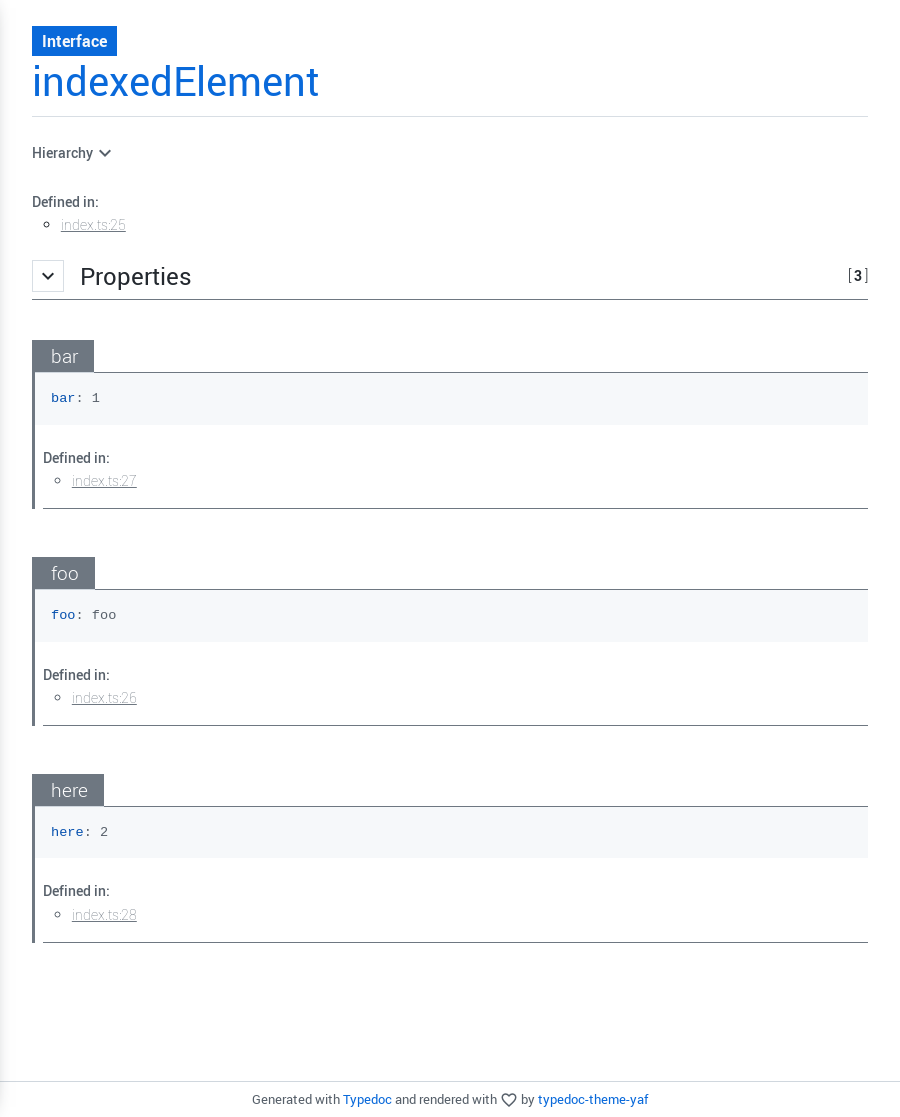 Interface
indexedElement
Hierarchy
Defined in:
index.ts:25
Properties [ 3 ]
bar
bar: 1
Defined in:
index.ts:27
foo
foo: foo
Defined in:
index.ts:26
here
here: 2
Defined in:
index.ts:28
Generated with Typedoc and rendered with ♡ by typedoc-theme-yaf